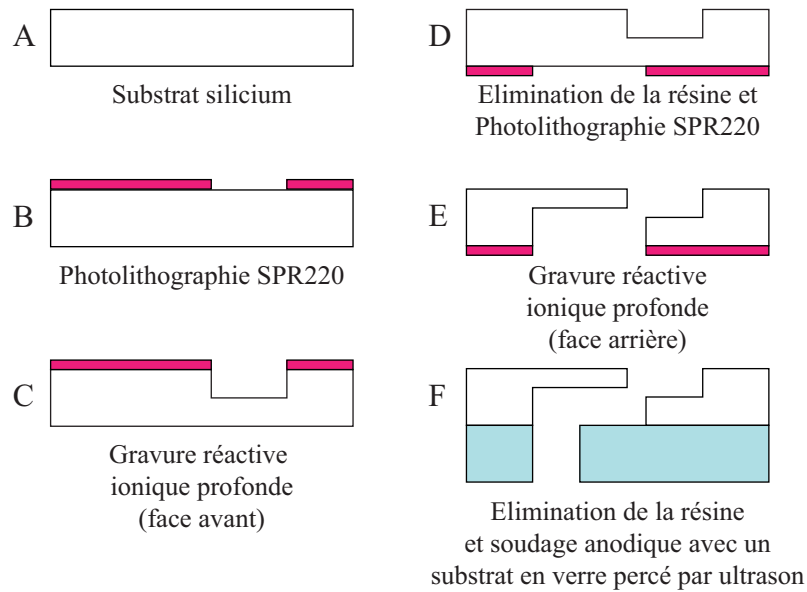 A
Substrat silicium
B
Photolithographie SPR220
C
Gravure réactive
ionique profonde
(face avant)
D
Elimination de la résine et
Photolithographie SPR220
E
Gravure réactive
ionique profonde
(face arrière)
F
Elimination de la résine
et soudage anodique avec un
substrat en verre percé par ultrason